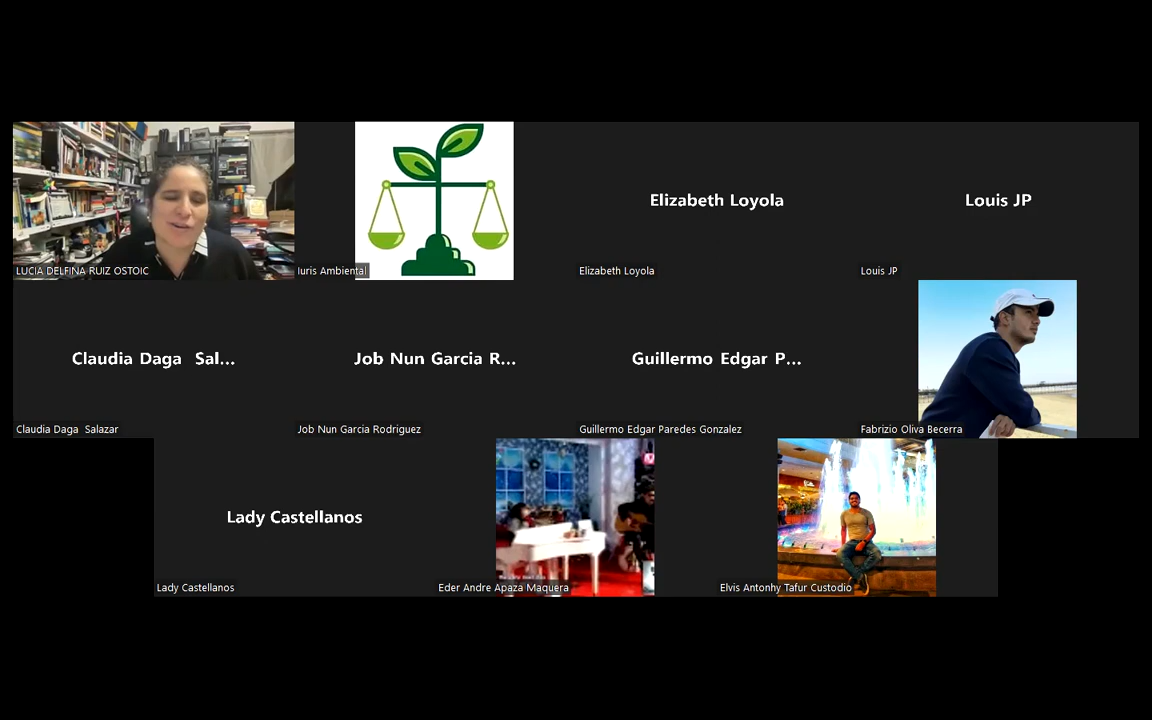 LUCIA DELFINA RUIZ OSTOIC
Iuris Ambiental
Elizabeth Loyola
Elizabeth Loyola
Louis JP
Louis JP
Claudia Daga Sal...
Claudia Daga Salazar
Job Nun Garcia R...
Job Nun Garcia Rodriguez
Guillermo Edgar P...
Guillermo Edgar Paredes Gonzalez
Fabrizio Oliva Becerra
Lady Castellanos
Lady Castellanos
Eder Andre Apaza Maquera
Elvis Antonhy Tafur Custodio